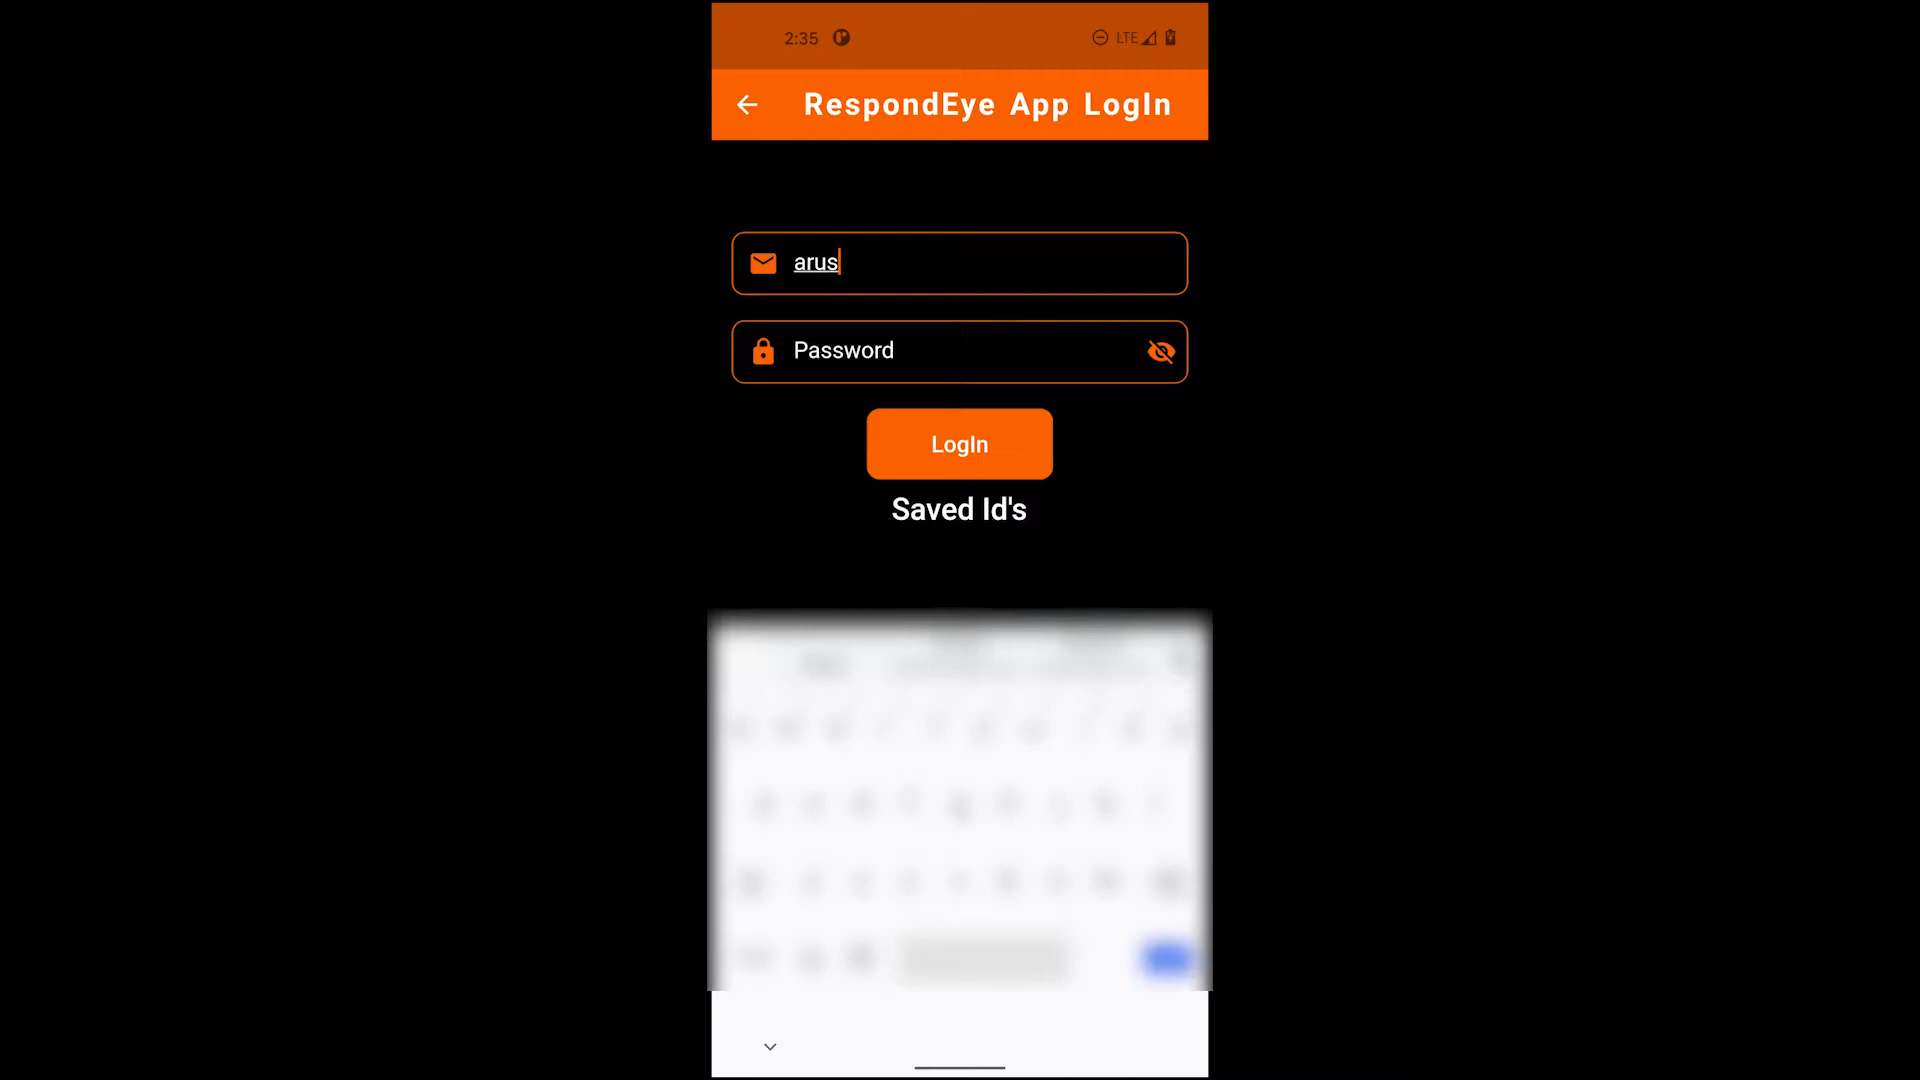 2:35 LTE
RespondEye App LogIn
arus
Password
LogIn
Saved Id's